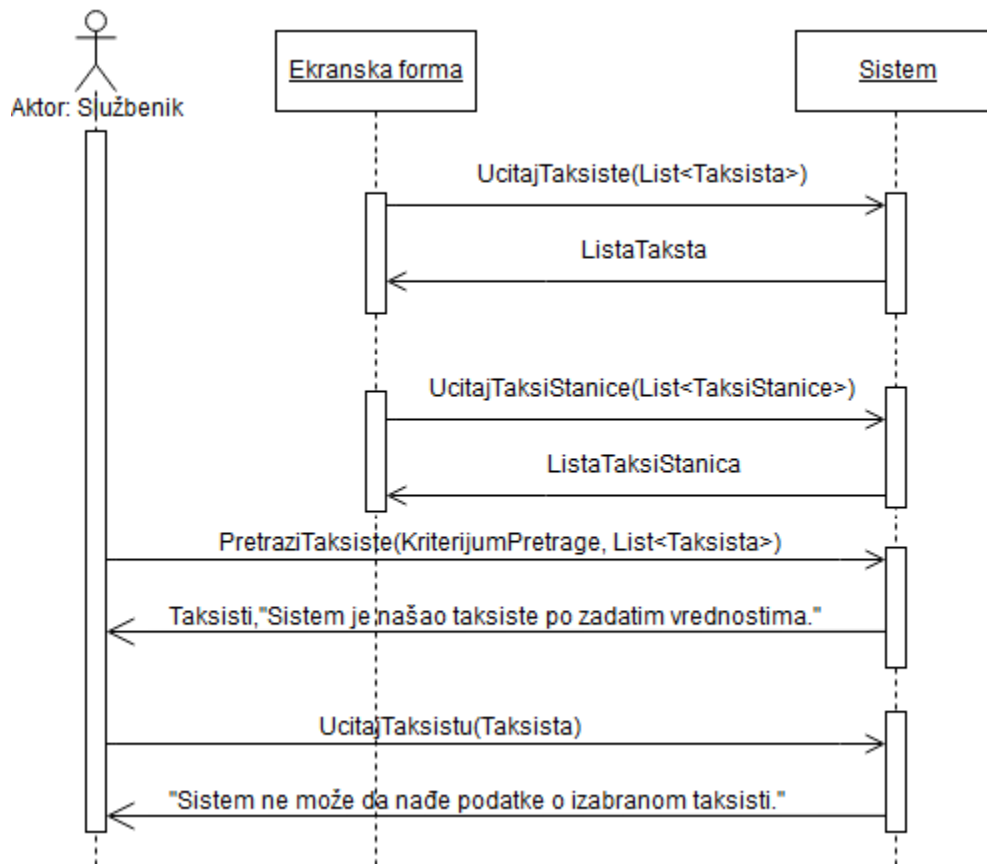 Ekranska forma
Sistem
Aktor: Službenik
UcitajTaksiste(List<Taksista>)
ListaTaksta
UcitajTaksiStanice(List<TaksiStanice>)
ListaTaksiStanica
PretraziTaksiste(KriterijumPretrage, List<Taksista>)
Taksisti,"Sistem je našao taksiste po zadatim vrednostima."
UcitajTaksistu(Taksista)
"Sistem ne može da nađe podatke o izabranom taksisti."